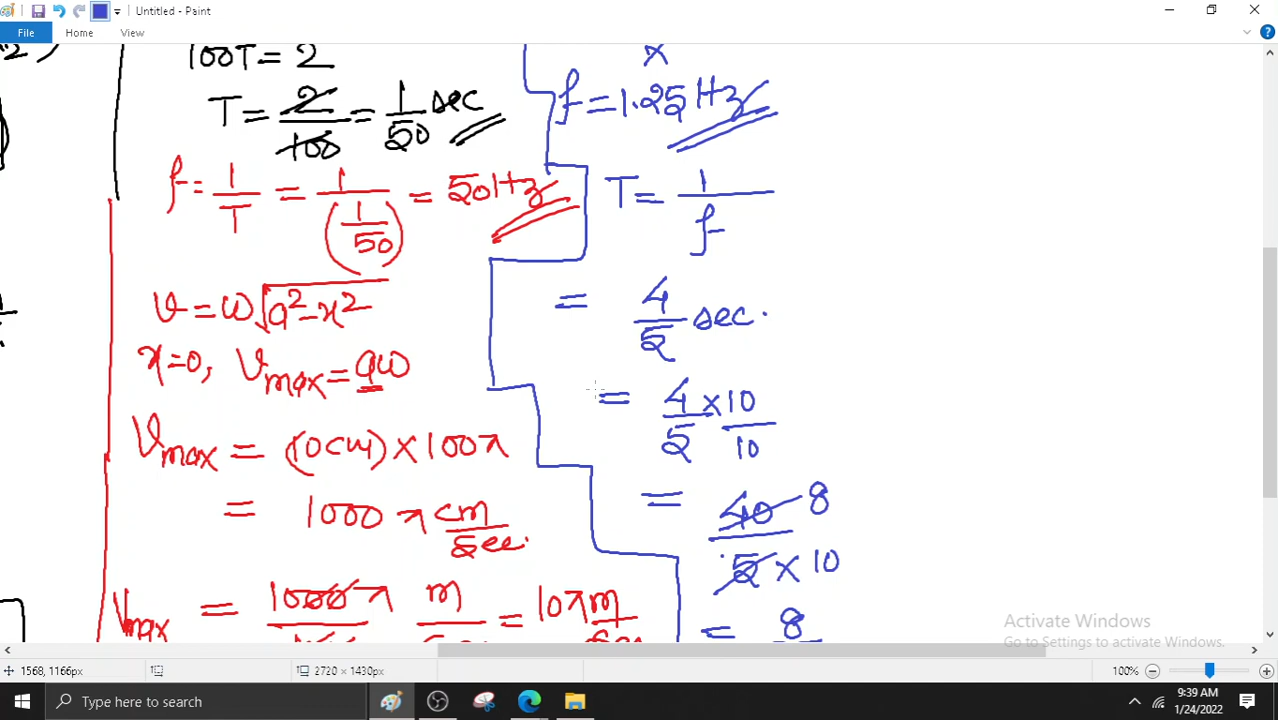 Untitled - Paint
File Home View
100T = 2
T = 2/100 = 1/50 sec
f = 1/T = 1/(1/50) = 50Hz
v = ω√a²-x²
x=0, Vmax = aω
Vmax = (10cm) × 100π
= 1000 π cm/sec.
Vmax = 1000π m = 10π m
f = 1.25 Hz
T = 1/f
= 4/5 sec.
= 4/5 × 10/10
= 40/5×10 8
= 8
Activate Windows
Go to Settings to activate Windows.
1568, 1166px
2720 × 1430px
100%
Type here to search
9:39 AM
1/24/2022